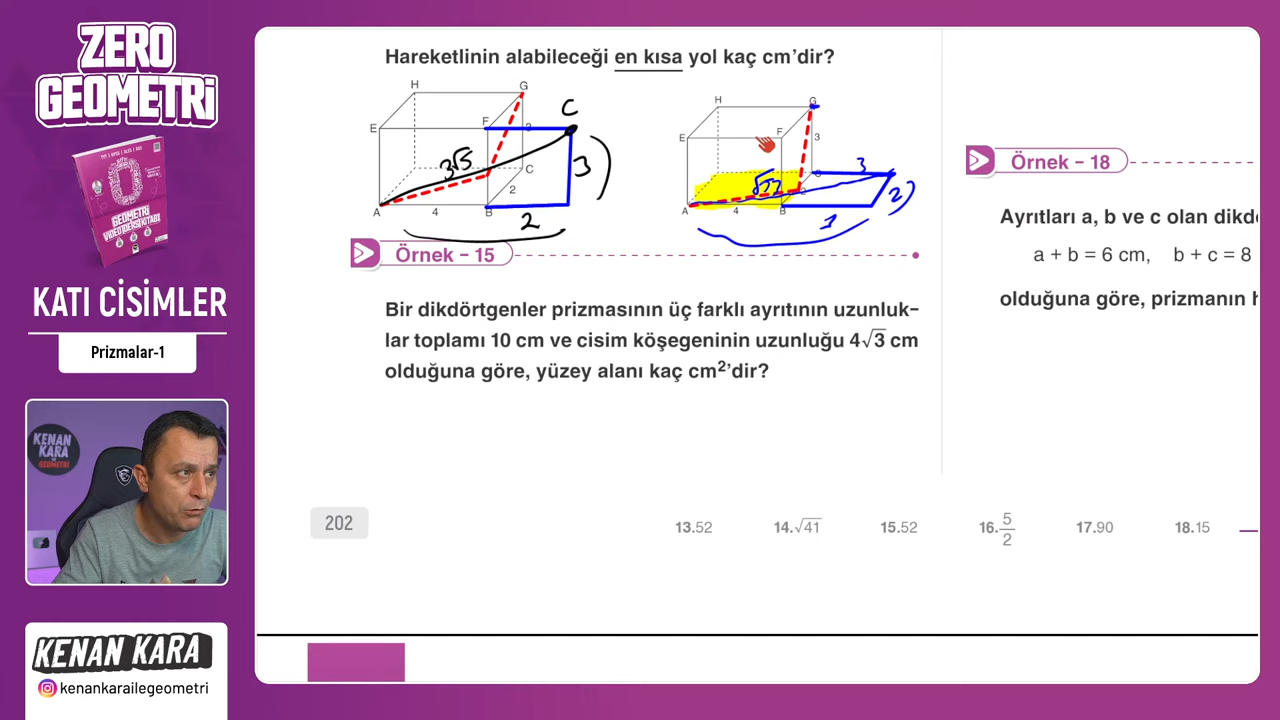 ZERO
GEOMETRİ
KATI CİSİMLER
Prizmalar-1
KENAN
KARA
GEOMETRİ
KENAN KARA
kenankarailegeometri
Hareketlinin alabileceği en kısa yol kaç cm'dir?
H
G
C
E
F
3
3√5
3
C
2
A
4
B
2
H
G
E
F
3
3
2
A
4
B
2
Örnek - 15
Bir dikdörtgenler prizmasının üç farklı ayrıtının uzunluk-
lar toplamı 10 cm ve cisim köşegeninin uzunluğu 4√3 cm
olduğuna göre, yüzey alanı kaç cm²'dir?
Örnek - 18
Ayrıtları a, b ve c olan dikd
a + b = 6 cm, b + c = 8
olduğuna göre, prizmanın
202
13.52 14.√41 15.52 16.5/2 17.90 18.15